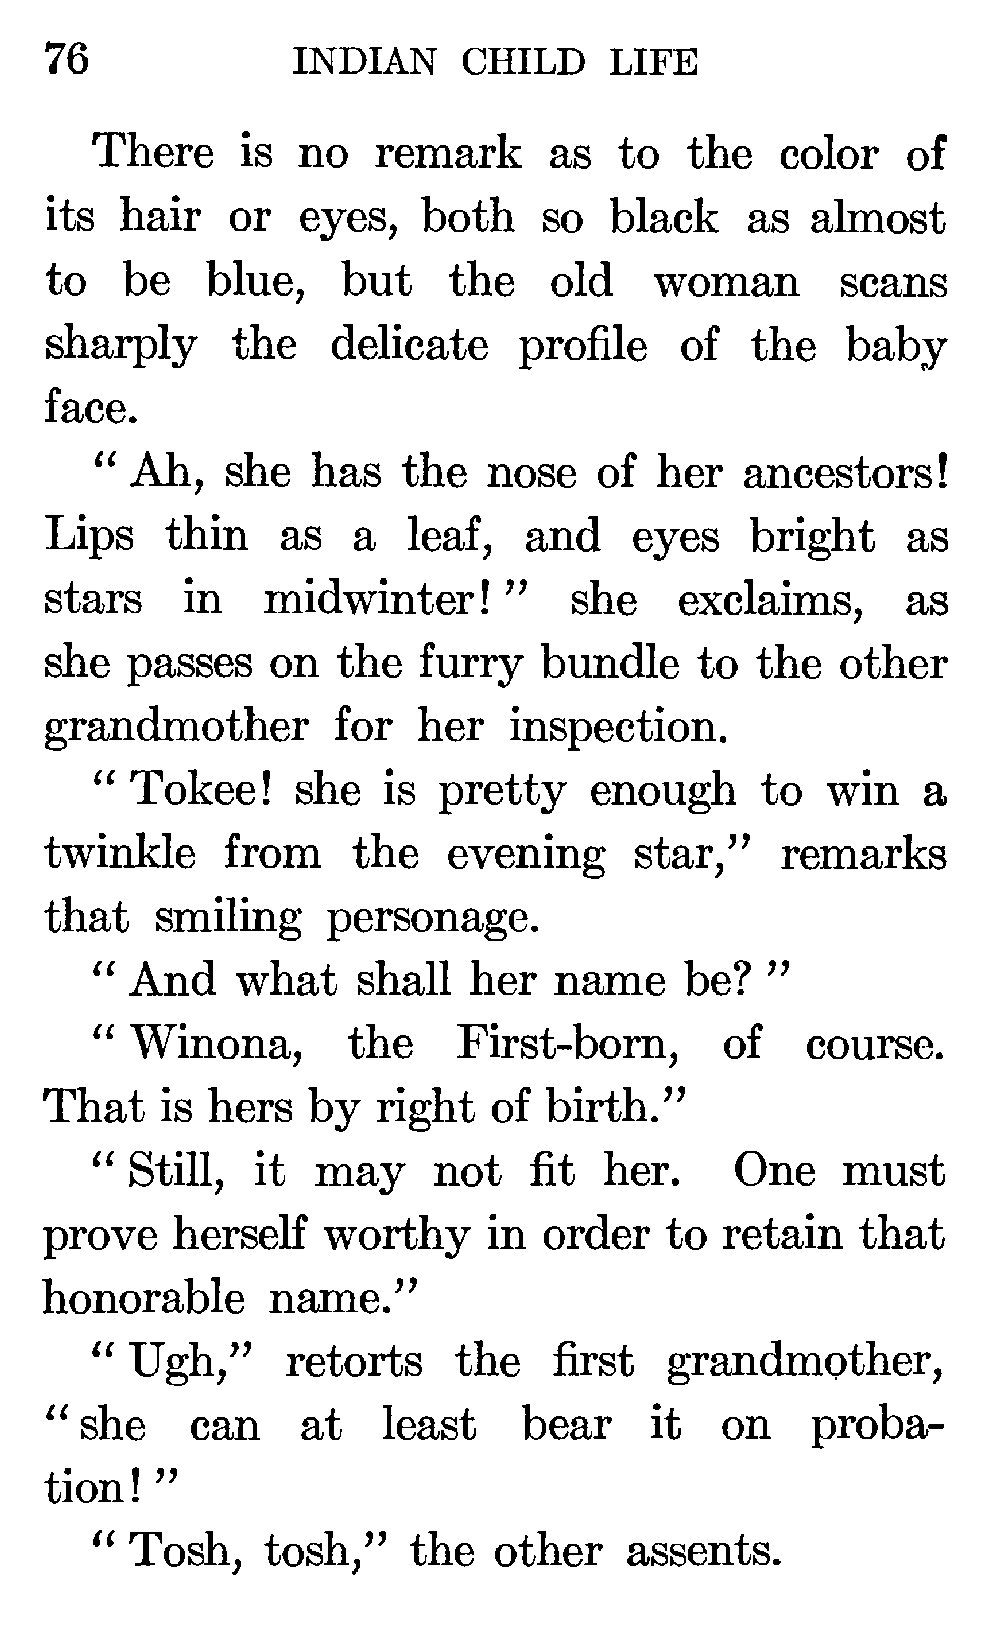 76 INDIAN CHILD LIFE
There is no remark as to the color of
its hair or eyes, both so black as almost
to be blue, but the old woman scans
sharply the delicate profile of the baby
face.
“ Ah, she has the nose of her ancestors!
Lips thin as a leaf, and eyes bright as
stars in midwinter! ” she exclaims, as
she passes on the furry bundle to the other
grandmother for her inspection.
“ Tokee! she is pretty enough to win a
twinkle from the evening star,” remarks
that smiling personage.
“ And what shall her name be? ”
“ Winona, the First-born, of course.
That is hers by right of birth.”
“ Still, it may not fit her. One must
prove herself worthy in order to retain that
honorable name.”
“ Ugh,” retorts the first grandmother,
“ she can at least bear it on proba-
tion! ”
“ Tosh, tosh,” the other assents.